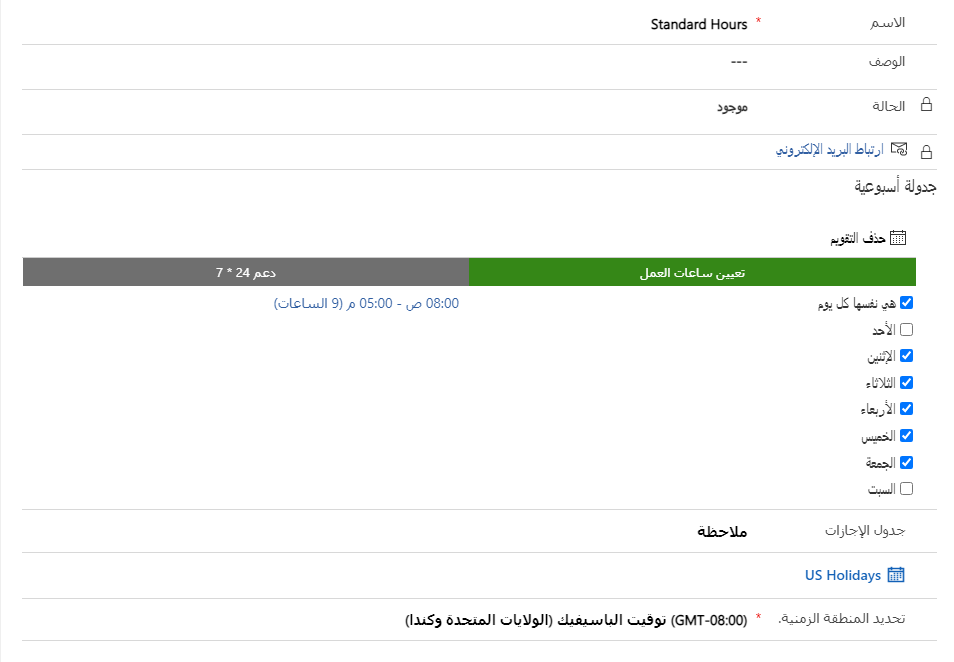 الاسم * Standard Hours
الوصف ---
الحالة موجود
ارتباط البريد الإلكتروني
جدولة أسبوعية
حذف التقويم
تعيين ساعات العمل دعم 24 * 7
هي نفسها كل يوم 08:00 ص - 05:00 م (9 الساعات)
الأحد
الإثنين
الثلاثاء
الأربعاء
الخميس
الجمعة
السبت
جدول الإجازات ملاحظة
US Holidays
تحديد المنطقة الزمنية. * (GMT-08:00) توقيت الباسيفيك (الولايات المتحدة وكندا)